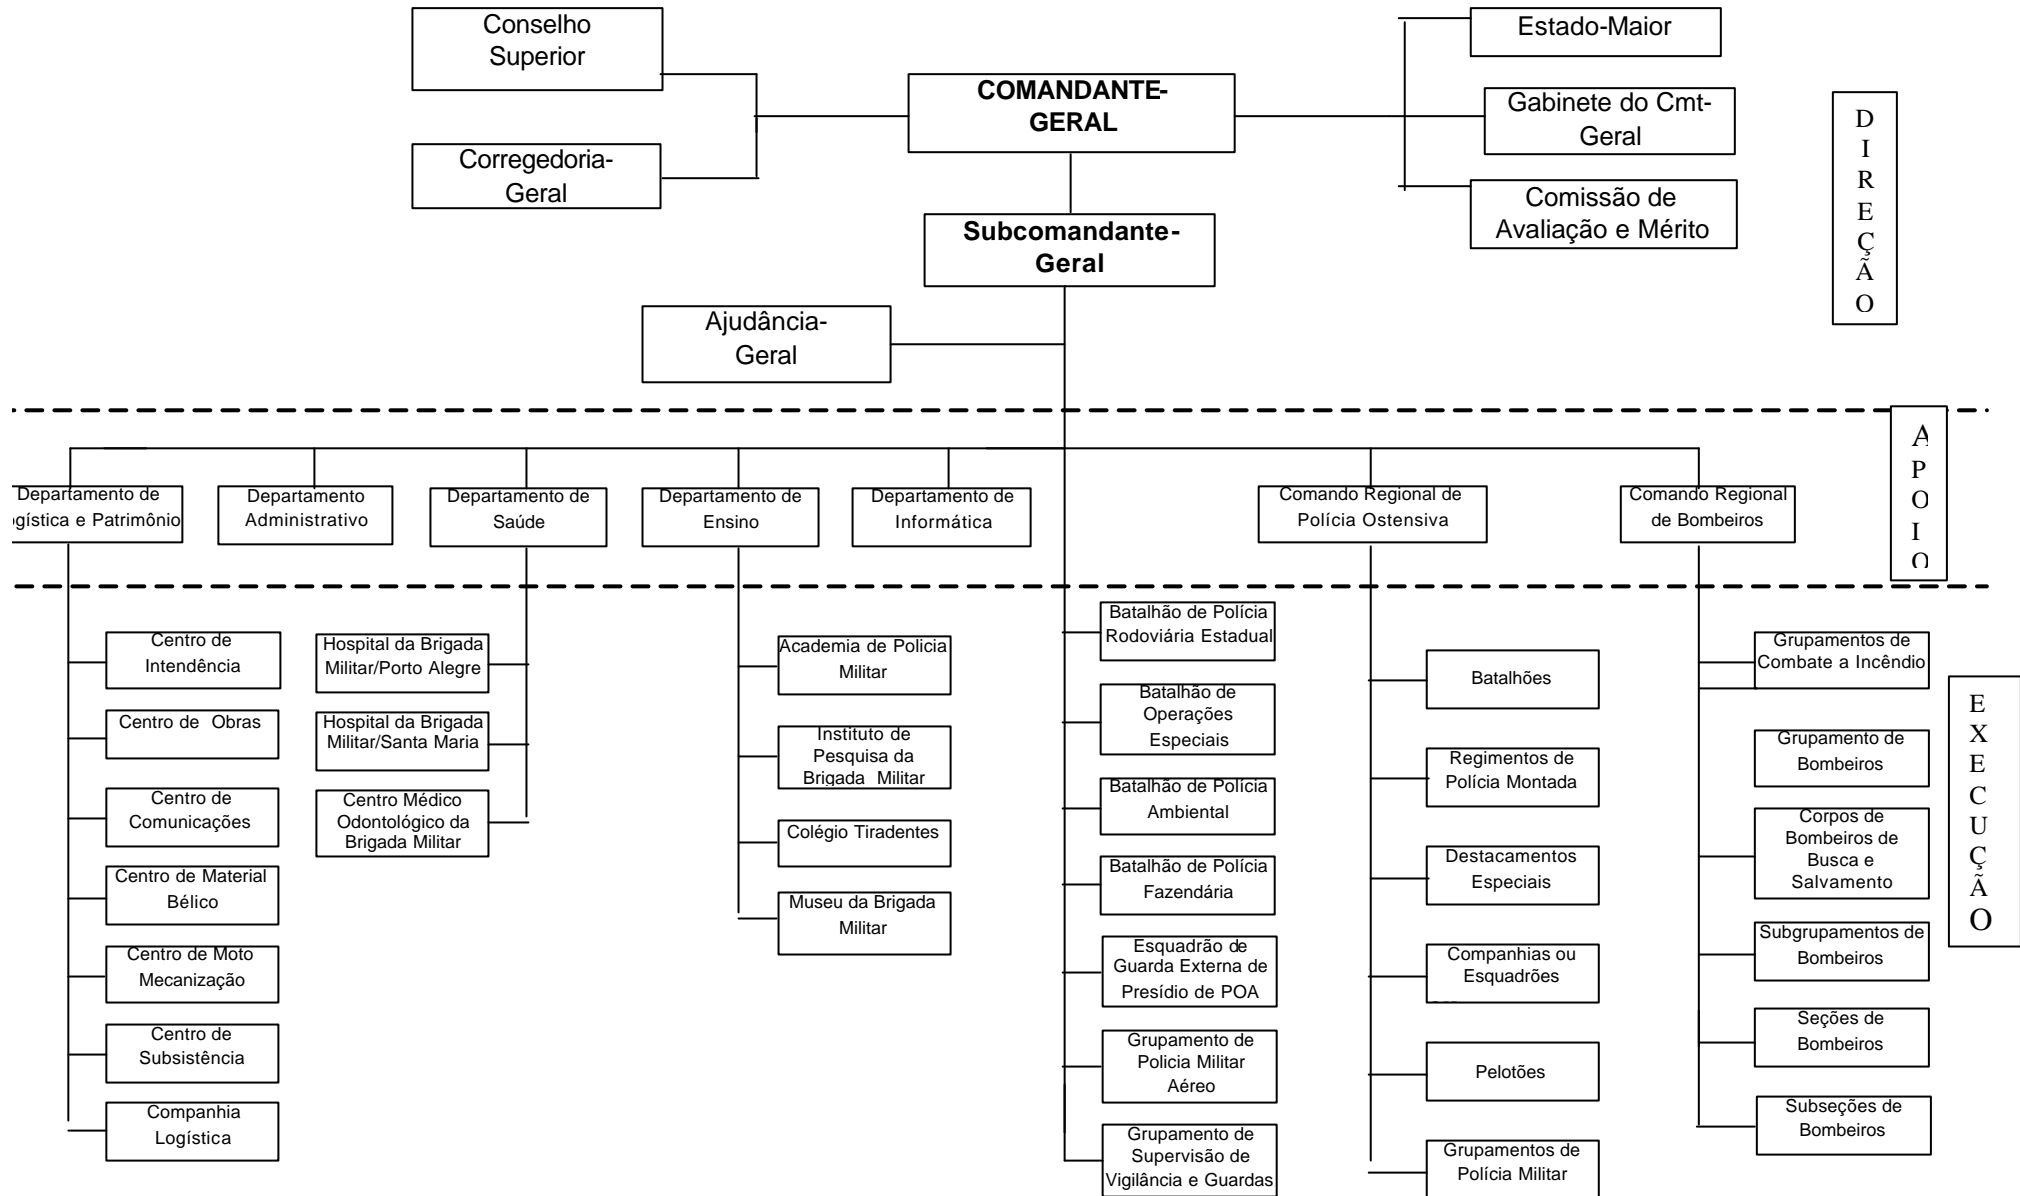 Conselho
Superior
Estado-Maior
COMANDANTE-
GERAL
Gabinete do Cmt-
Geral
Corregedoria-
Geral
Comissão de
Avaliação e Mérito
Subcomandante-
Geral
Ajudância-
Geral
D
I
R
E
Ç
Ã
O
A
P
O
I
O
Departamento de
ogística e Patrimônio
Departamento
Administrativo
Departamento de
Saúde
Departamento de
Ensino
Departamento de
Informática
Comando Regional de
Polícia Ostensiva
Comando Regional
de Bombeiros
Centro de
Intendência
Centro de Obras
Centro de
Comunicações
Centro de Material
Bélico
Centro de Moto
Mecanização
Centro de
Subsistência
Companhia
Logística
Hospital da Brigada
Militar/Porto Alegre
Hospital da Brigada
Militar/Santa Maria
Centro Médico
Odontológico da
Brigada Militar
Academia de Policia
Militar
Instituto de
Pesquisa da
Brigada Militar
Colégio Tiradentes
Museu da Brigada
Militar
Batalhão de Polícia
Rodoviária Estadual
Batalhão de
Operações
Especiais
Batalhão de Polícia
Ambiental
Batalhão de Polícia
Fazendária
Esquadrão de
Guarda Externa de
Presídio de POA
Grupamento de
Policia Militar
Aéreo
Grupamento de
Supervisão de
Vigilância e Guardas
Batalhões
Regimentos de
Polícia Montada
Destacamentos
Especiais
Companhias ou
Esquadrões
Pelotões
Grupamentos de
Polícia Militar
Grupamentos de
Combate a Incêndio
Grupamento de
Bombeiros
Corpos de
Bombeiros de
Busca e
Salvamento
Subgrupamentos de
Bombeiros
Seções de
Bombeiros
Subseções de
Bombeiros
E
X
E
C
U
Ç
Ã
O